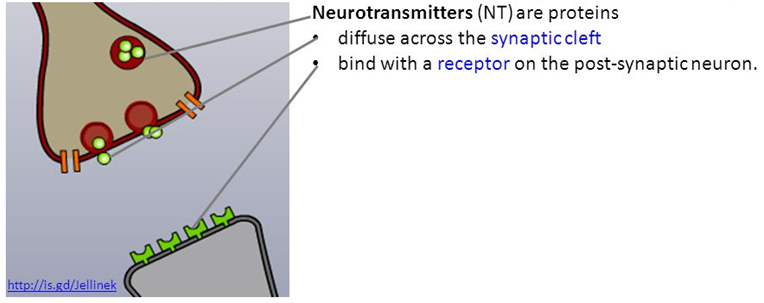 Neurotransmitters (NT) are proteins
• diffuse across the synaptic cleft
• bind with a receptor on the post-synaptic neuron.
http://is.gd/Jellinek